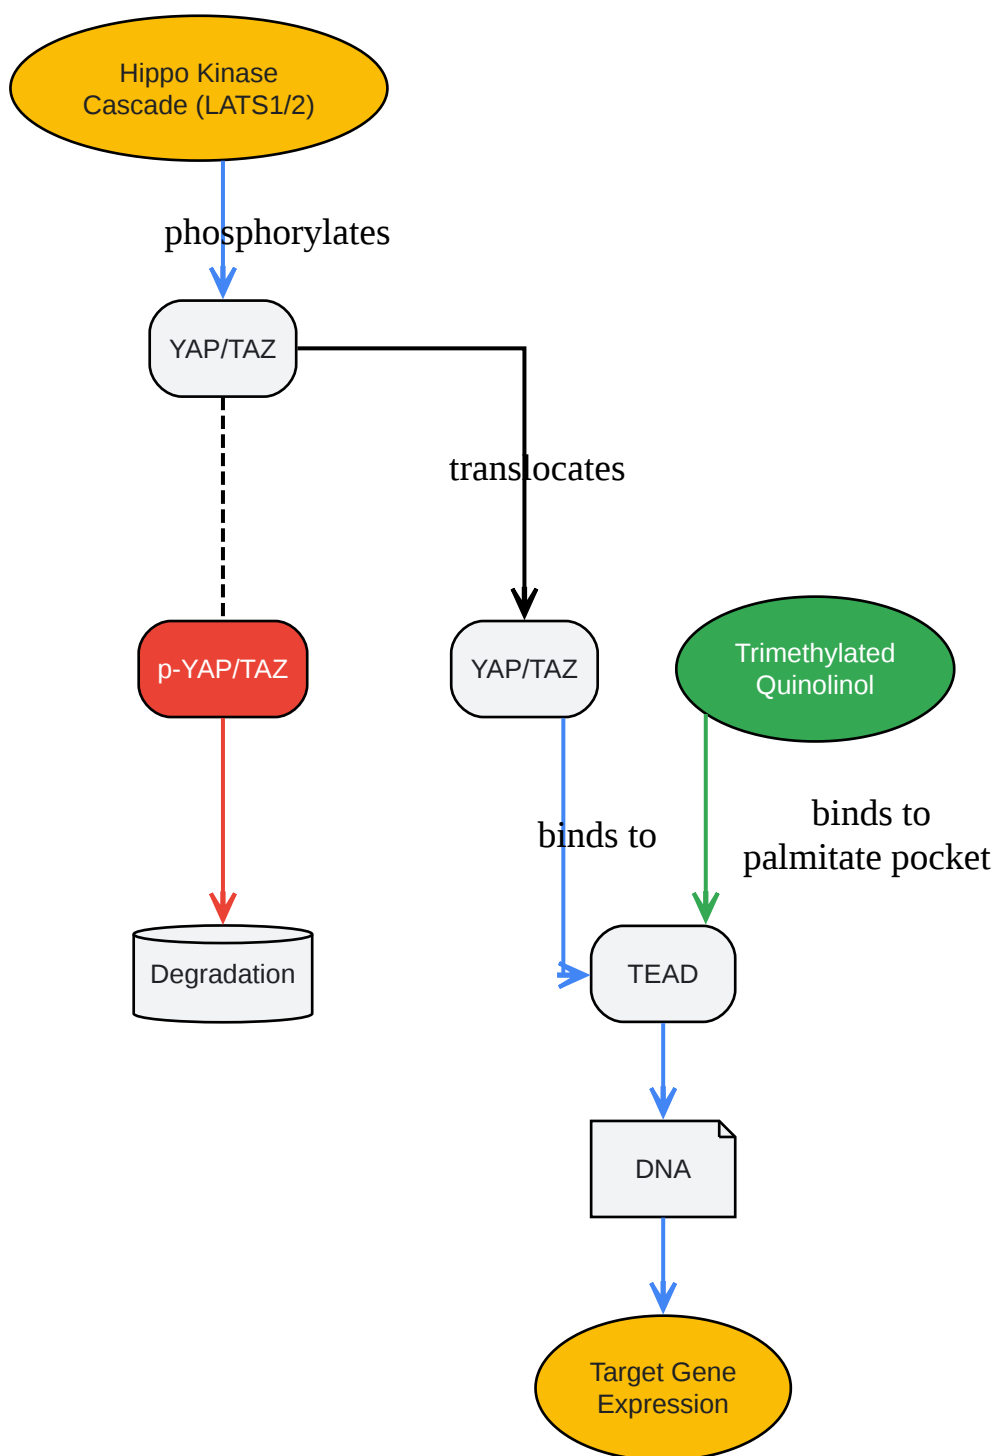 Hippo Kinase
Cascade (LATS1/2)
phosphorylates
YAP/TAZ
translocates
p-YAP/TAZ
YAP/TAZ
Trimethylated
Quinolinol
binds to
binds to
palmitate pocket
Degradation
TEAD
DNA
Target Gene
Expression